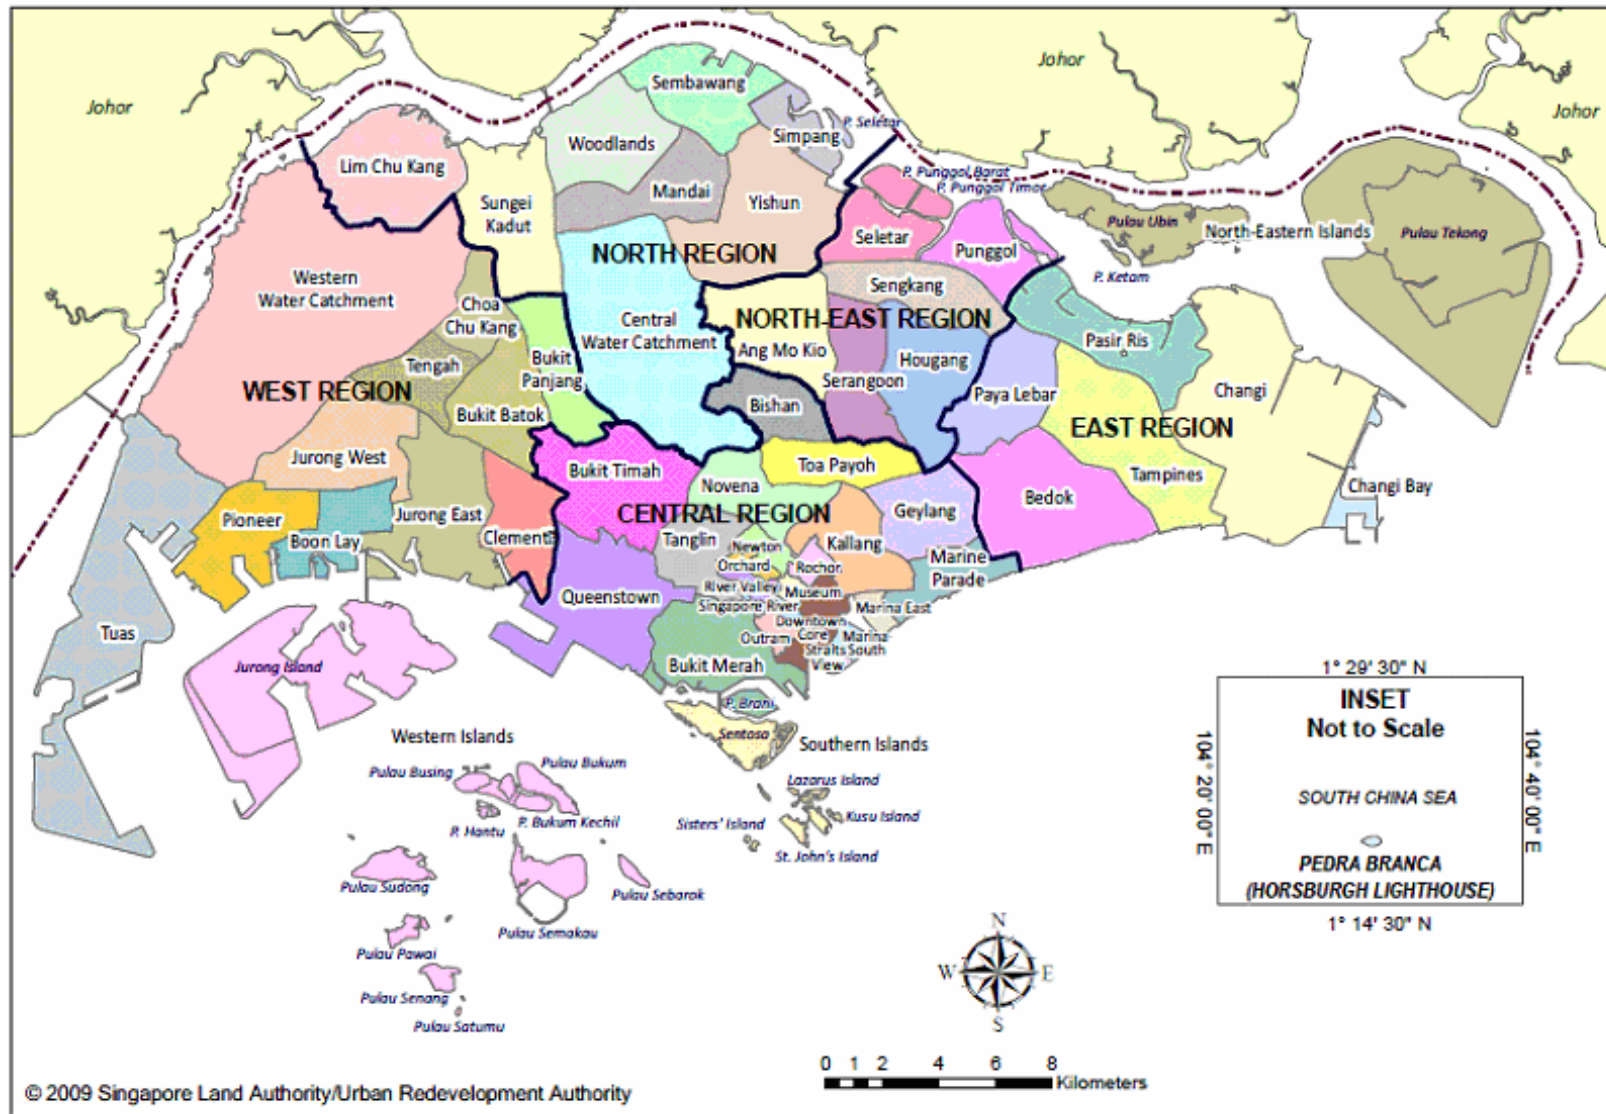 Johor
Johor
Johor
Sembawang
Simpang
P. Seletar
Woodlands
Lim Chu Kang
Mandai
Sungei
Kadut
Yishun
P. Punggol Barat
P. Punggol Timor
Pulau Ubin
North-Eastern Islands
Pulau Tekong
Seletar
Punggol
NORTH REGION
P. Ketam
Western
Water Catchment
Choa
Chu Kang
Sengkang
Central
Water Catchment
NORTH-EAST REGION
Ang Mo Kio
Hougang
Pasir Ris
Tengah
Bukit
Panjang
Serangoon
WEST REGION
Bukit Batok
Bishan
Paya Lebar
Changi
EAST REGION
Jurong West
Bukit Timah
Toa Payoh
Tampines
Novena
Bedok
Changi Bay
Pioneer
Jurong East
CENTRAL REGION
Geylang
Boon Lay
Clementi
Tanglin
Newton
Kallang
Orchard
Rochor
Marine
Parade
Queenstown
River Valley
Museum
Singapore River
Marina East
Tuas
Downtown
Core
Outram
Marina
South
Straits
View
Bukit Merah
Jurong Island
P. Brani
Sentosa
Western Islands
Southern Islands
Pulau Busing
Pulau Bukum
Lazarus Island
P. Hantu
P. Bukum Kechil
Sisters' Island
Kusu Island
St. John's Island
Pulau Sudong
Pulau Sebarok
Pulau Semakau
Pulau Pawai
Pulau Senang
Pulau Satumu
1° 29' 30" N
INSET
Not to Scale
104° 20' 00" E
104° 40' 00" E
SOUTH CHINA SEA
PEDRA BRANCA
(HORSBURGH LIGHTHOUSE)
1° 14' 30" N
N
W
E
S
0 1 2 4 6 8
Kilometers
© 2009 Singapore Land Authority/Urban Redevelopment Authority